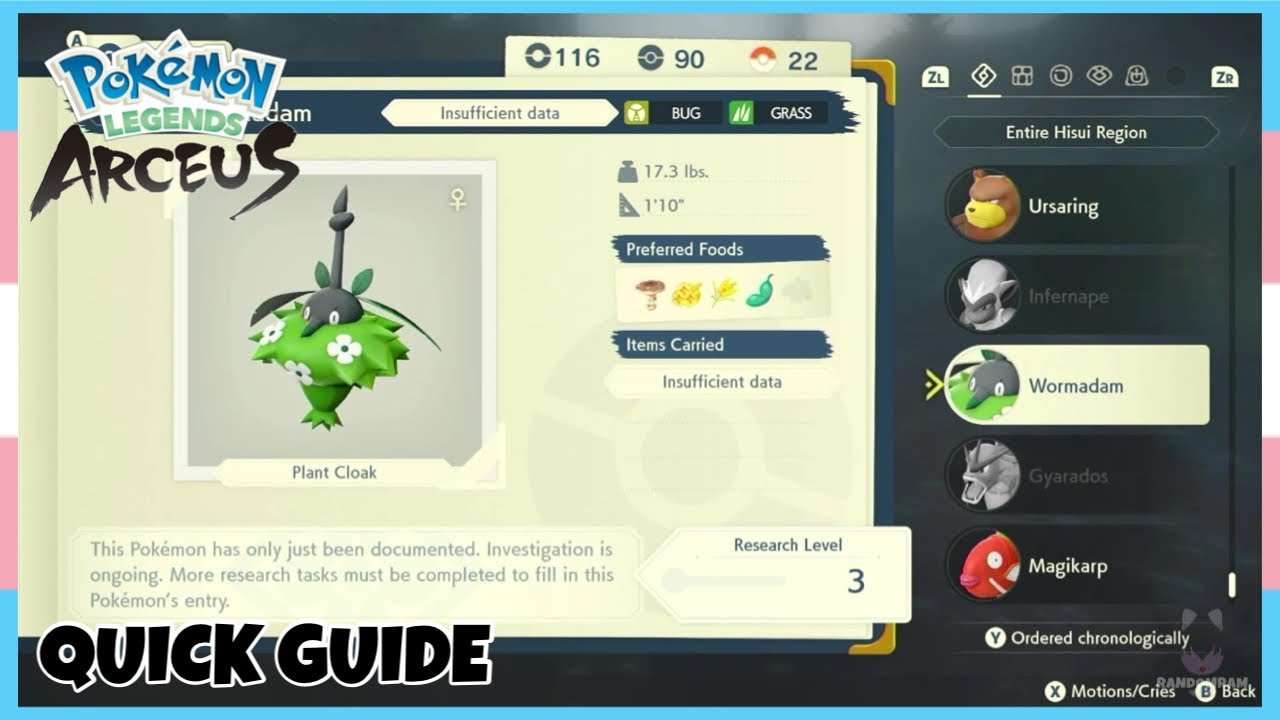 A
POKéMON
LEGENDS
ARCEUS
adam
Insufficient data
BUG
GRASS
116
90
22
17.3 lbs.
1'10"
Preferred Foods
Items Carried
Insufficient data
Plant Cloak
This Pokémon has only just been documented. Investigation is
ongoing. More research tasks must be completed to fill in this
Pokémon's entry.
Research Level
3
QUICK GUIDE
ZL
ZR
Entire Hisui Region
Ursaring
Infernape
Wormadam
Gyarados
Magikarp
Y Ordered chronologically
RANDOMBAM
X Motions/Cries B Back